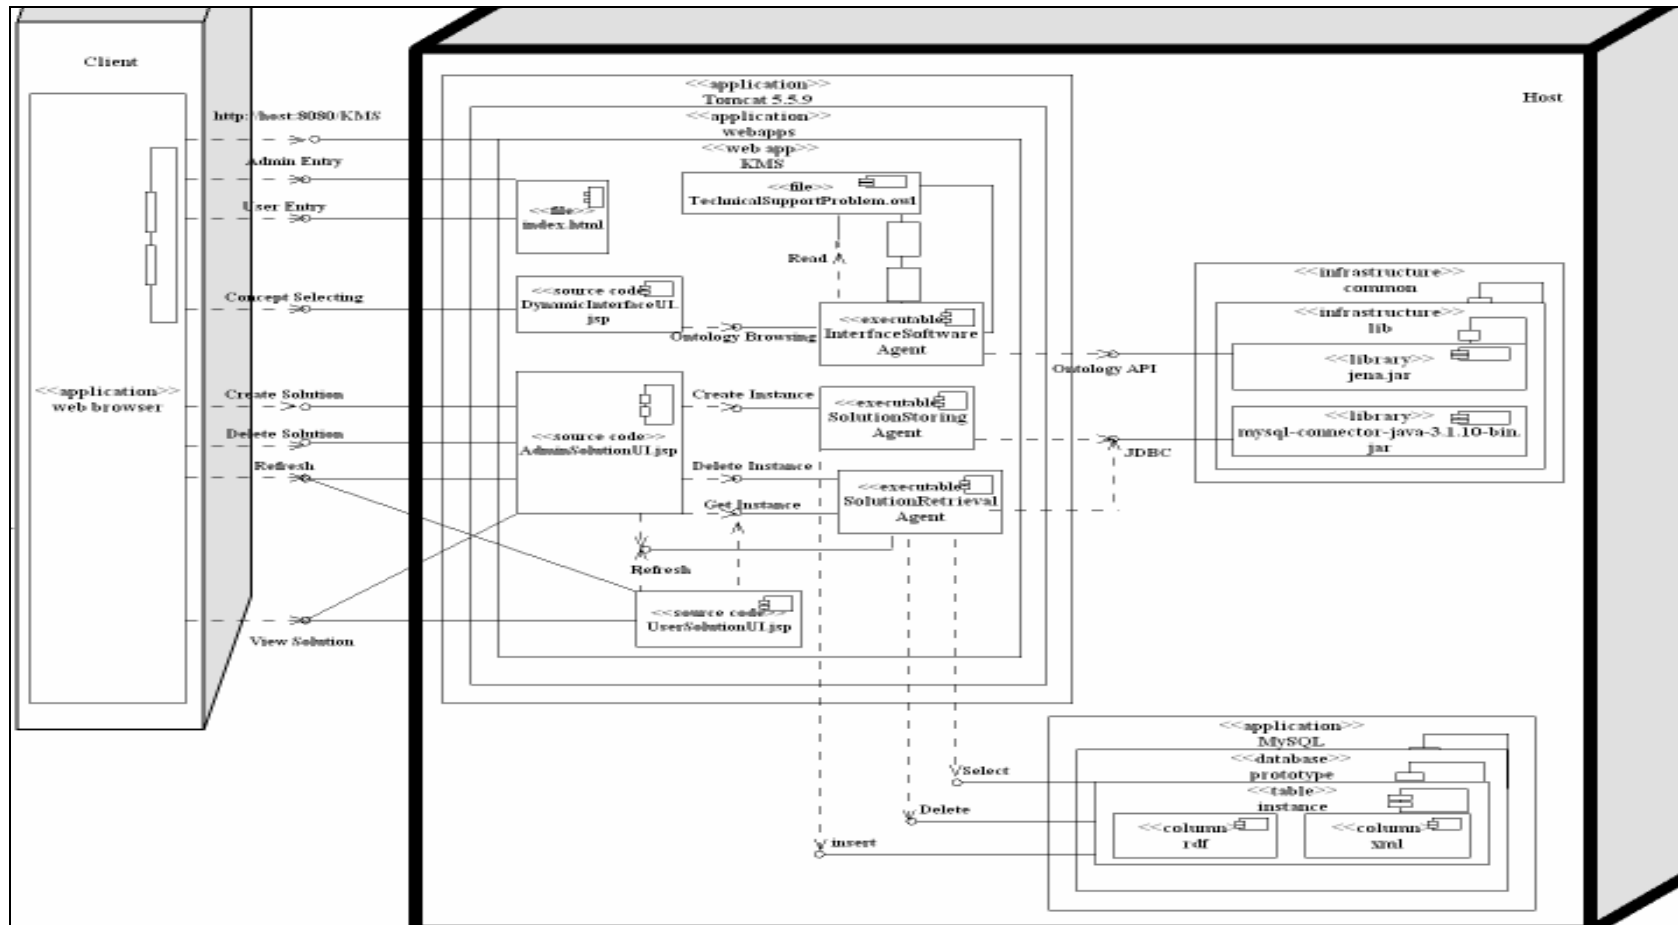 Client
Host
<<application>>
web browser
http://host:8080/KMS
Admin Entry
User Entry
Concept Selecting
Create Solution
Delete Solution
Refresh
View Solution
<<application>>
Tomcat 5.5.9
<<application>>
webapps
<<web app>>
KMS
<<file>>
index.html
<<file>>
TechnicalSupportProblem.owl
Read
<<source code
DynamicInterfaceUI.
jsp
Ontology Browsing
<<executable
InterfaceSoftware
Agent
<<source code>>
AdminSolutionUI.jsp
Create Instance
<<executable
SolutionStoring
Agent
Delete Instance
Get Instance
<<executable
SolutionRetrieval
Agent
Refresh
<<source code>>
UserSolutionUI.jsp
Ontology API
JDBC
<<infrastructure>>
common
<<infrastructure>>
lib
<<library>>
jena.jar
<<library>>
mysql-connector-java-3.1.10-bin.
jar
Select
Delete
insert
<<application>>
MySQL
<<database>>
prototype
<<table>>
instance
<<column
rdf
<<column
xml